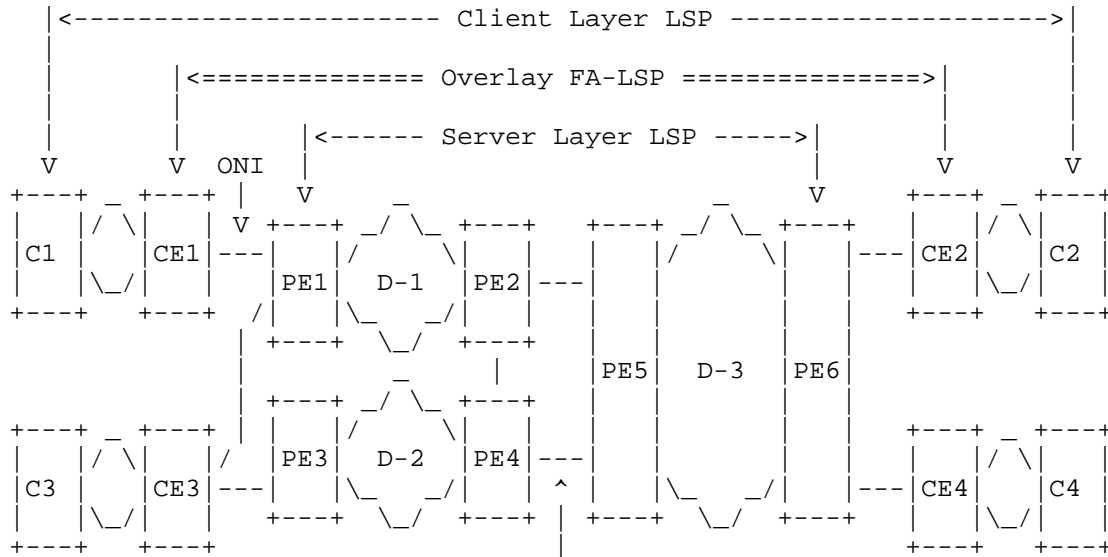 |<----------------------- Client Layer LSP -------------------->|
|<============== Overlay FA-LSP ===============>|
|<------ Server Layer LSP ----->|
V V ONI V V
V V
V
C1 CE1 --- CE2 C2
PE1 D-1 PE2 ---
PE5 D-3 PE6
PE3 D-2 PE4 ---
C3 CE3 --- ^ --- CE4 C4